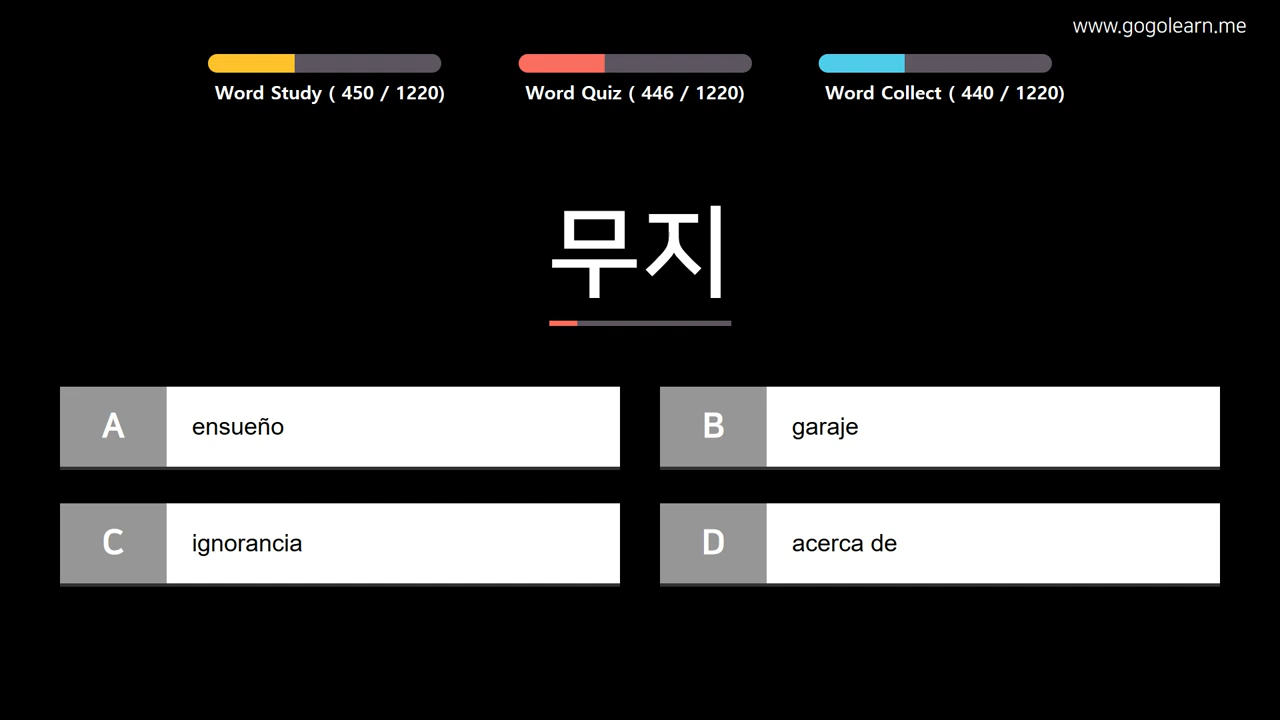 www.gogolearn.me
Word Study ( 450 / 1220)
Word Quiz ( 446 / 1220)
Word Collect ( 440 / 1220)
무지
A ensueño
B garaje
C ignorancia
D acerca de